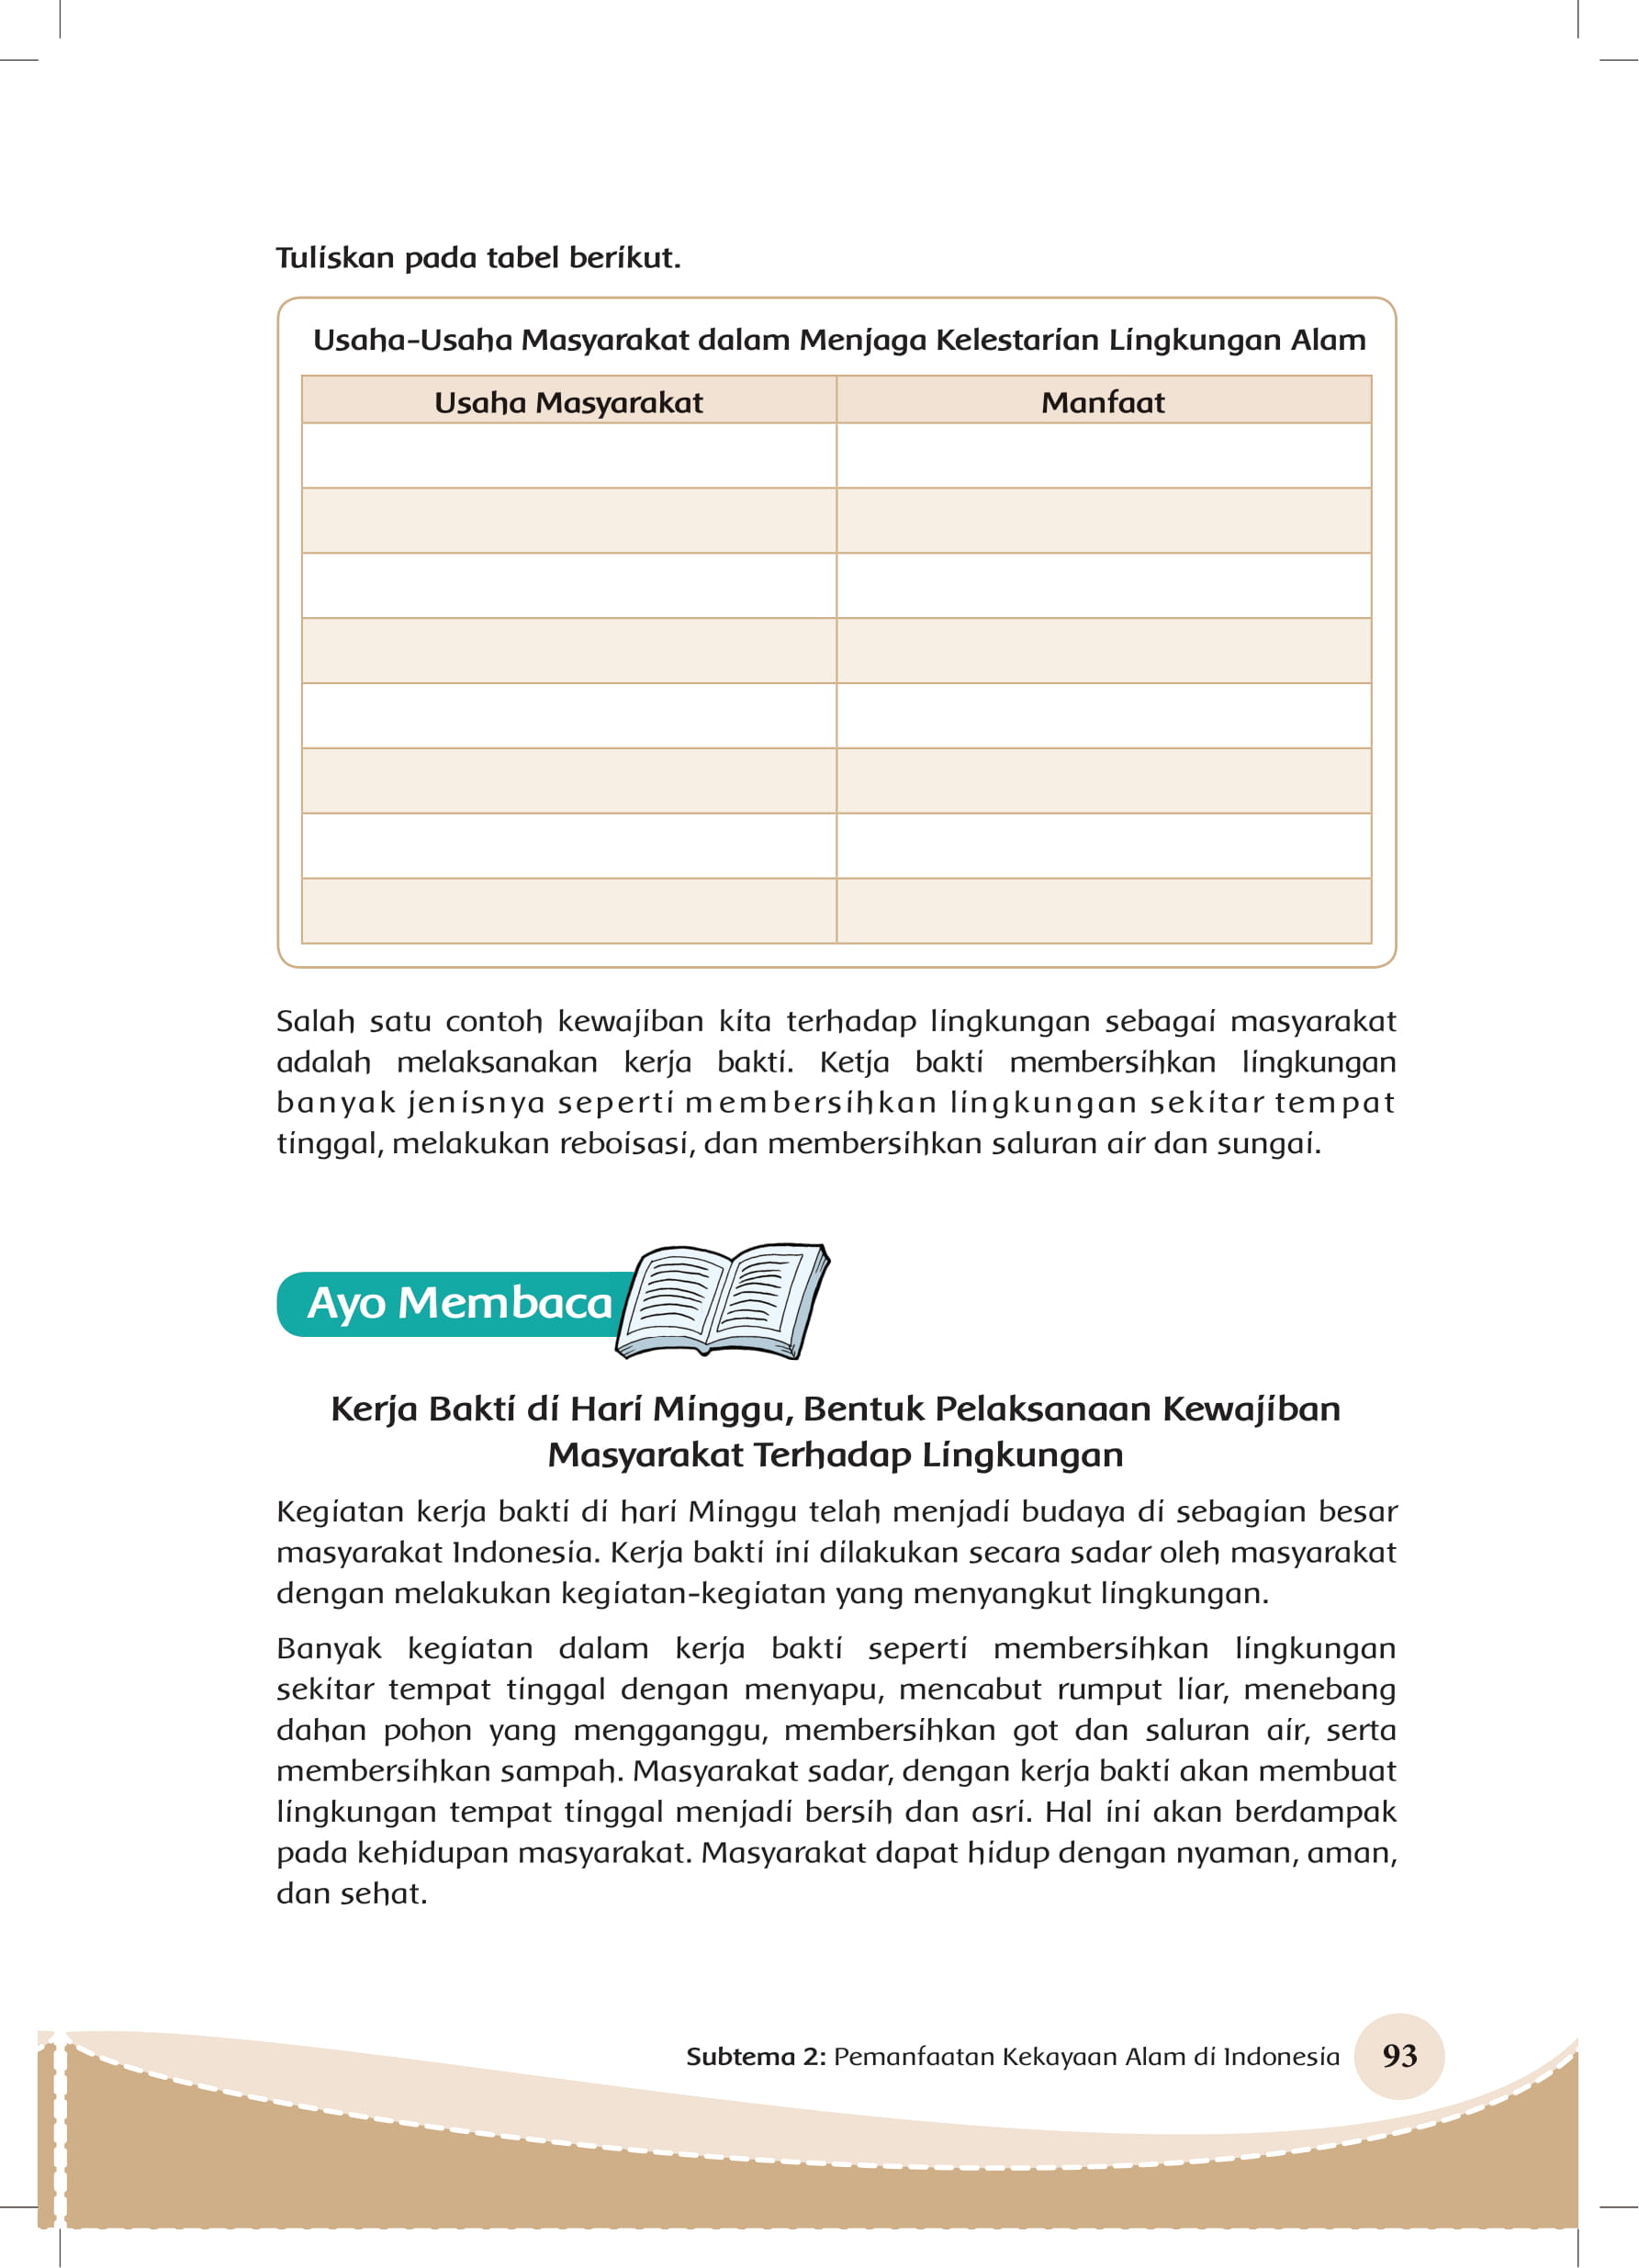 Tuliskan pada tabel berikut.
Usaha-Usaha Masyarakat dalam Menjaga Kelestarian Lingkungan Alam
Usaha Masyarakat Manfaat
Salah satu contoh kewajiban kita terhadap lingkungan sebagai masyarakat
adalah melaksanakan kerja bakti. Ketja bakti membersihkan lingkungan
banyak jenisnya seperti membersihkan lingkungan sekitar tempat
tinggal, melakukan reboisasi, dan membersihkan saluran air dan sungai.
Ayo Membaca
Kerja Bakti di Hari Minggu, Bentuk Pelaksanaan Kewajiban
Masyarakat Terhadap Lingkungan
Kegiatan kerja bakti di hari Minggu telah menjadi budaya di sebagian besar
masyarakat Indonesia. Kerja bakti ini dilakukan secara sadar oleh masyarakat
dengan melakukan kegiatan-kegiatan yang menyangkut lingkungan.
Banyak kegiatan dalam kerja bakti seperti membersihkan lingkungan
sekitar tempat tinggal dengan menyapu, mencabut rumput liar, menebang
dahan pohon yang mengganggu, membersihkan got dan saluran air, serta
membersihkan sampah. Masyarakat sadar, dengan kerja bakti akan membuat
lingkungan tempat tinggal menjadi bersih dan asri. Hal ini akan berdampak
pada kehidupan masyarakat. Masyarakat dapat hidup dengan nyaman, aman,
dan sehat.
Subtema 2: Pemanfaatan Kekayaan Alam di Indonesia 93